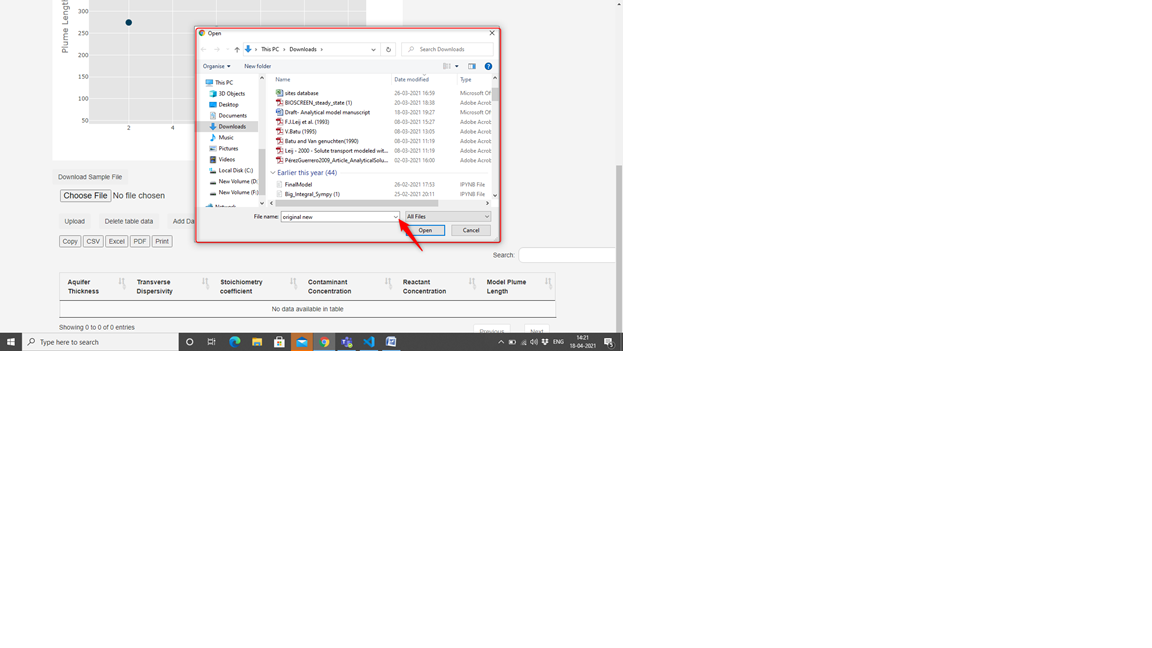 Plume Length
300
250
200
150
100
50
2
4
Open
This PC > Downloads >
Search Downloads
Organise
New folder
This PC
3D Objects
Desktop
Documents
Downloads
Music
Pictures
Videos
Local Disk (C:)
New Volume (D:
New Volume (F:)
Network
Name Date modified Type
sites database 26-03-2021 16:59 Microsoft Of
BIOSCREEN_steady_state (1) 20-03-2021 18:38 Adobe Acrob
Draft- Analytical model manuscript 18-03-2021 19:27 Microsoft Of
F.J.Leij et al. (1993) 08-03-2021 15:27 Adobe Acrob
V.Batu (1995) 08-03-2021 13:05 Adobe Acrob
Batu and Van genuchten(1990) 08-03-2021 11:19 Adobe Acrob
Leij - 2000 - Solute transport modeled wit... 08-03-2021 11:19 Adobe Acrob
PérezGuerrero2009_Article_AnalyticalSolu... 02-03-2021 16:00 Adobe Acrob
Earlier this year (44)
FinalModel 26-02-2021 17:53 IPYNB File
Big_Integral_Sympy (1) 25-02-2021 20:11 IPYNB File
File name: original new All Files
Open Cancel
Download Sample File
Choose File No file chosen
Upload Delete table data Add Da
Copy CSV Excel PDF Print
Search:
Aquifer Thickness
Transverse Dispersivity
Stoichiometry coefficient
Contaminant Concentration
Reactant Concentration
Model Plume Length
No data available in table
Showing 0 to 0 of 0 entries
Previous Next
Type here to search
ENG
14:21
18-04-2021